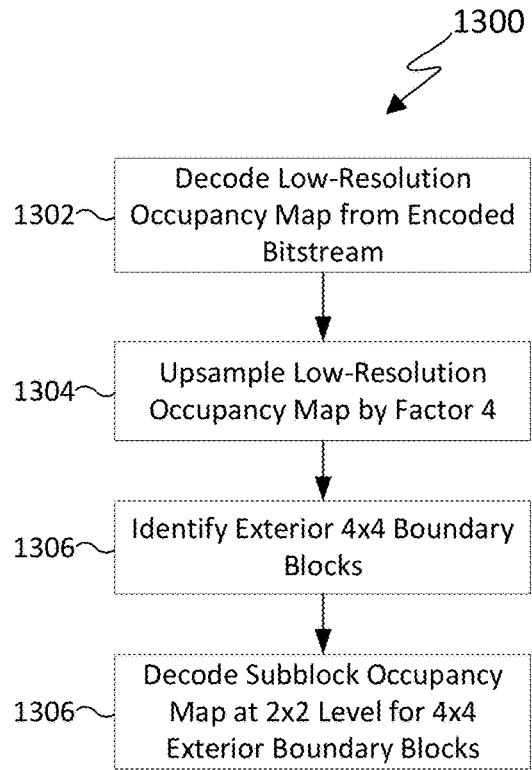 1300
1302
Decode Low-Resolution
Occupancy Map from Encoded
Bitstream
1304
Upsample Low-Resolution
Occupancy Map by Factor 4
1306
Identify Exterior 4x4 Boundary
Blocks
1306
Decode Subblock Occupancy
Map at 2x2 Level for 4x4
Exterior Boundary Blocks